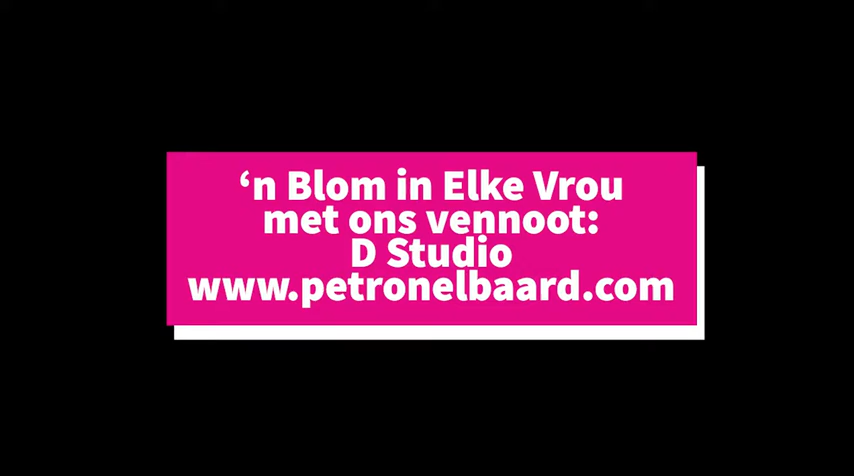 ‘n Blom in Elke Vrou
met ons vennoot:
D Studio
www.petronelbaard.com